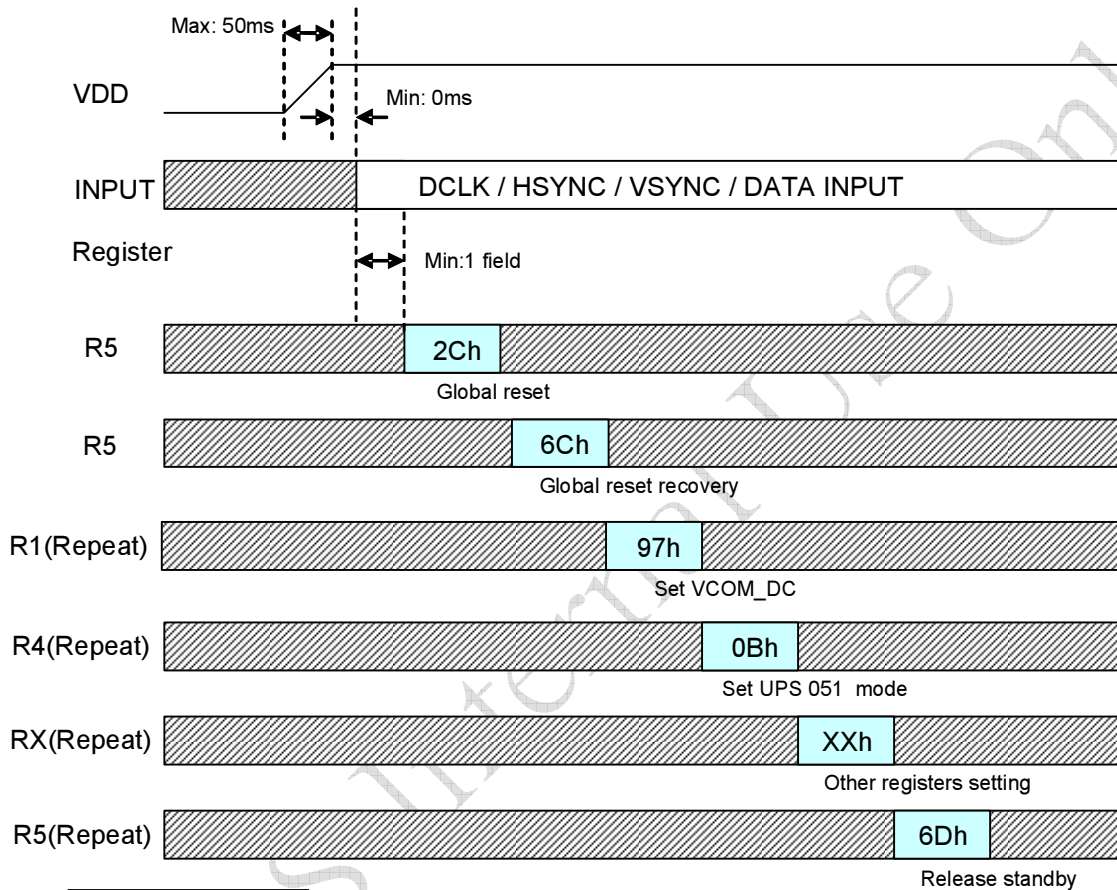 Max: 50ms
VDD
Min: 0ms
INPUT
DCLK / HSYNC / VSYNC / DATA INPUT
Register
Min:1 field
R5
2Ch
Global reset
R5
6Ch
Global reset recovery
R1(Repeat)
97h
Set VCOM_DC
R4(Repeat)
0Bh
Set UPS 051 mode
RX(Repeat)
XXh
Other registers setting
R5(Repeat)
6Dh
Release standby
Internal Use